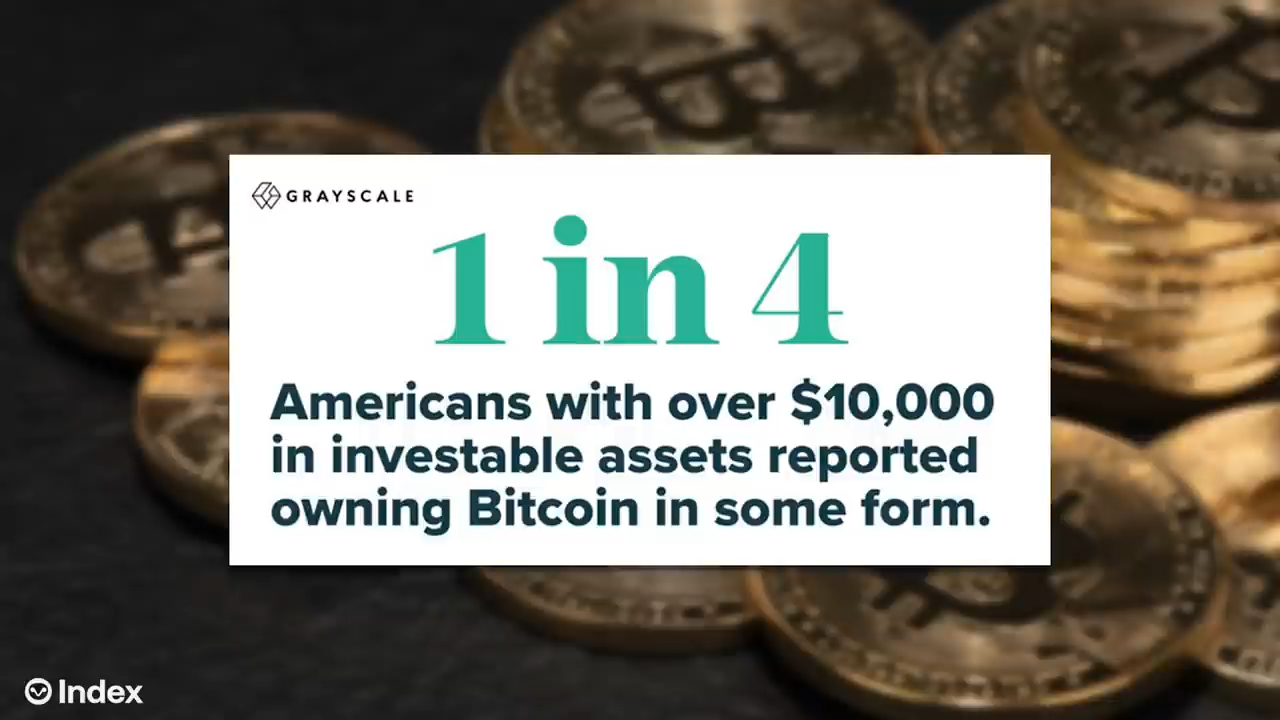 GRAYSCALE
1 in 4
Americans with over $10,000
in investable assets reported
owning Bitcoin in some form.
Index